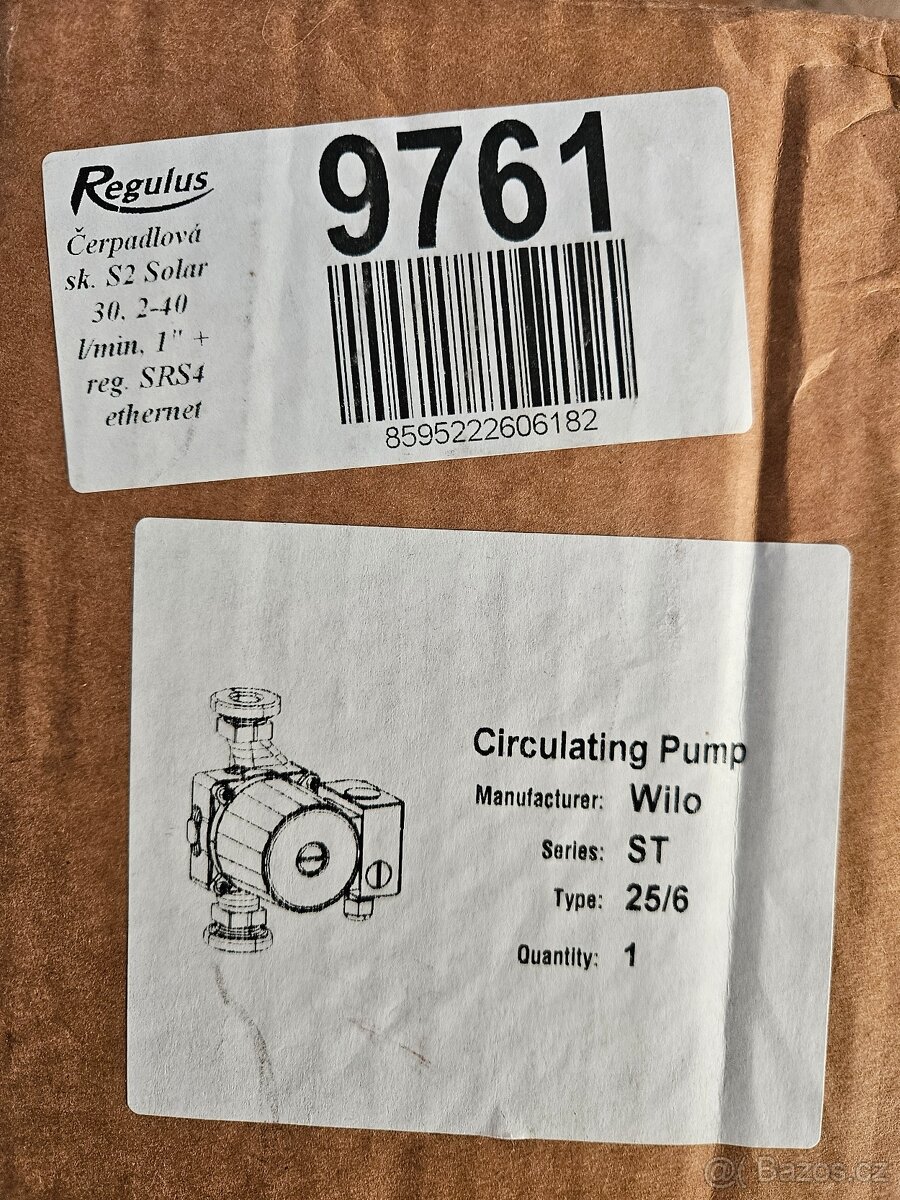 Regulus
Čerpadlová
sk. S2 Solar
30, 2-40
l/min, 1" +
reg. SRS4
ethernet
9761
8595222606182
Circulating Pump
Manufacturer: Wilo
Series: ST
Type: 25/6
Quantity: 1
@( Bazos.cz